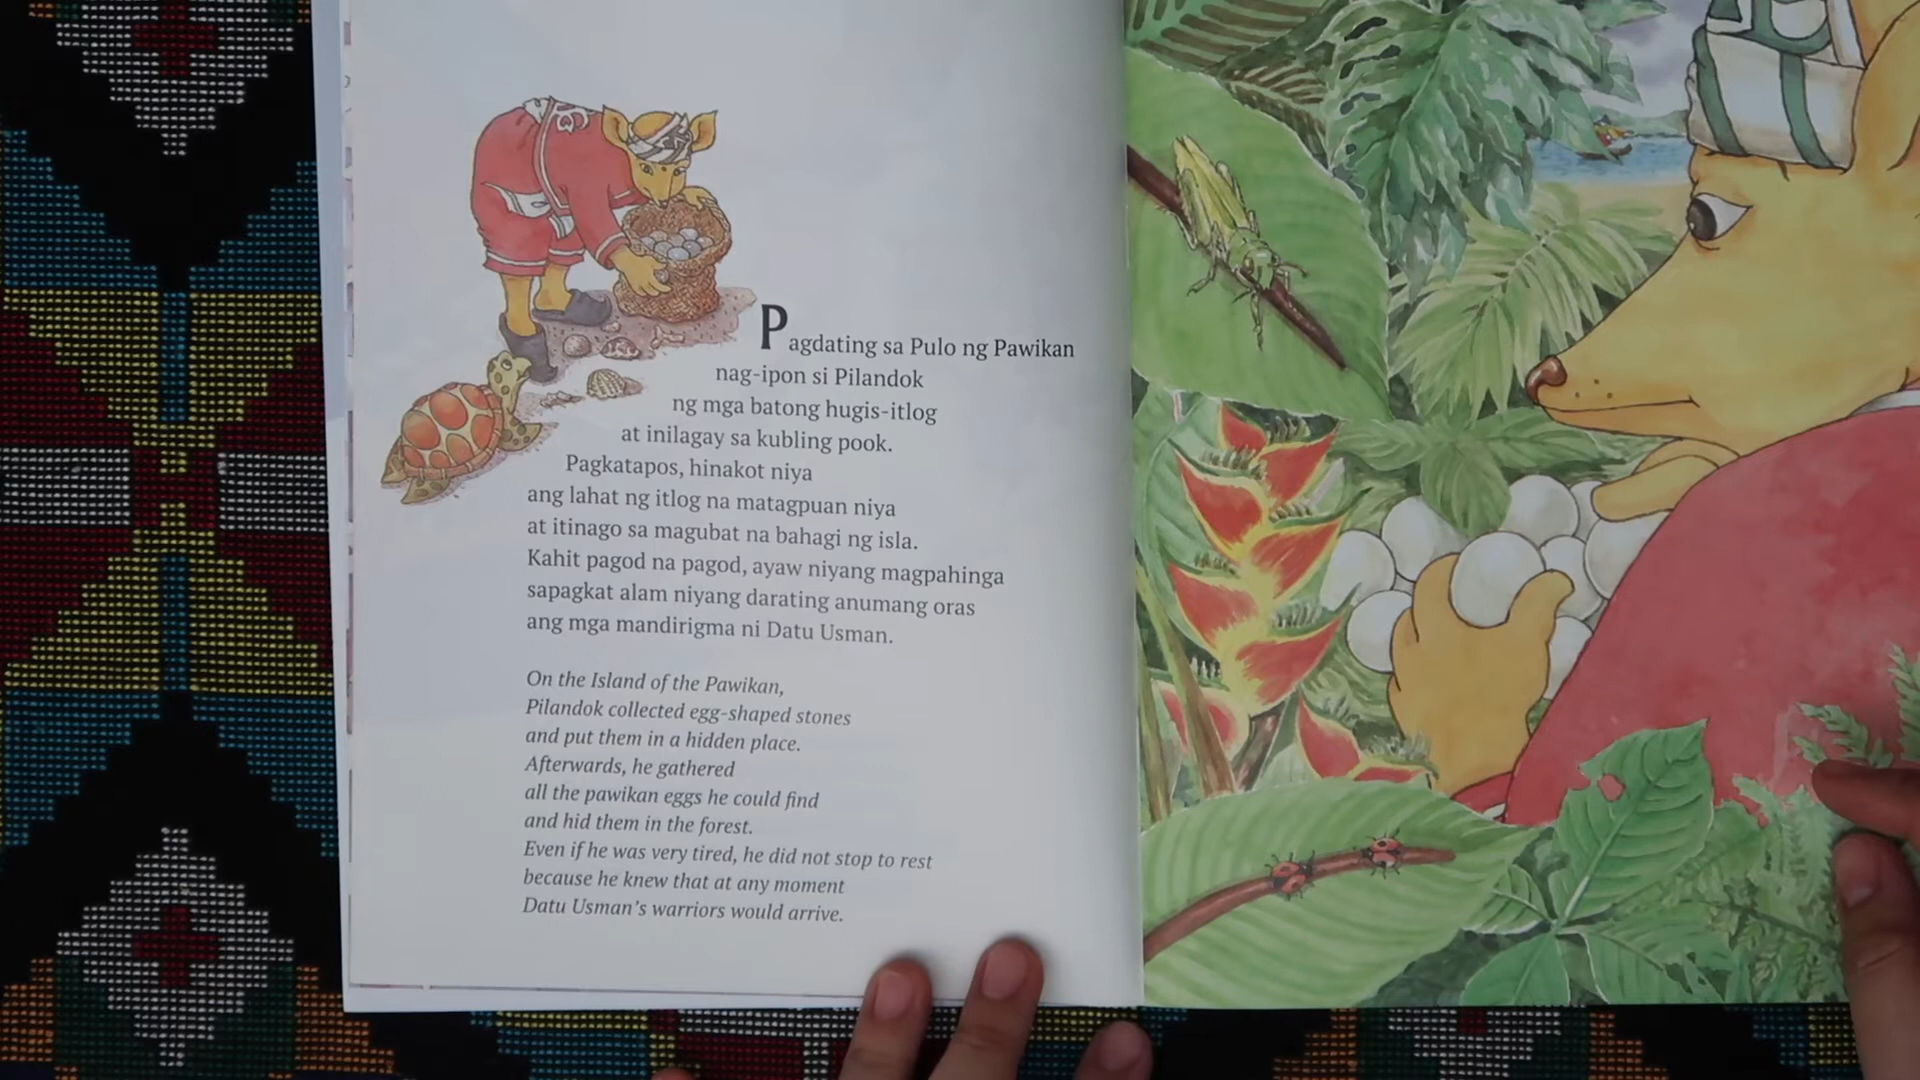 Pagdating sa Pulo ng Pawikan
nag-ipon si Pilandok
ng mga batong hugis-itlog
at inilagay sa kubling pook.
Pagkatapos, hinakot niya
ang lahat ng itlog na matagpuan niya
at itinago sa magubat na bahagi ng isla.
Kahit pagod na pagod, ayaw niyang magpahinga
sapagkat alam niyang darating anumang oras
ang mga mandirigma ni Datu Usman.
On the Island of the Pawikan,
Pilandok collected egg-shaped stones
and put them in a hidden place.
Afterwards, he gathered
all the pawikan eggs he could find
and hid them in the forest.
Even if he was very tired, he did not stop to rest
because he knew that at any moment
Datu Usman's warriors would arrive.